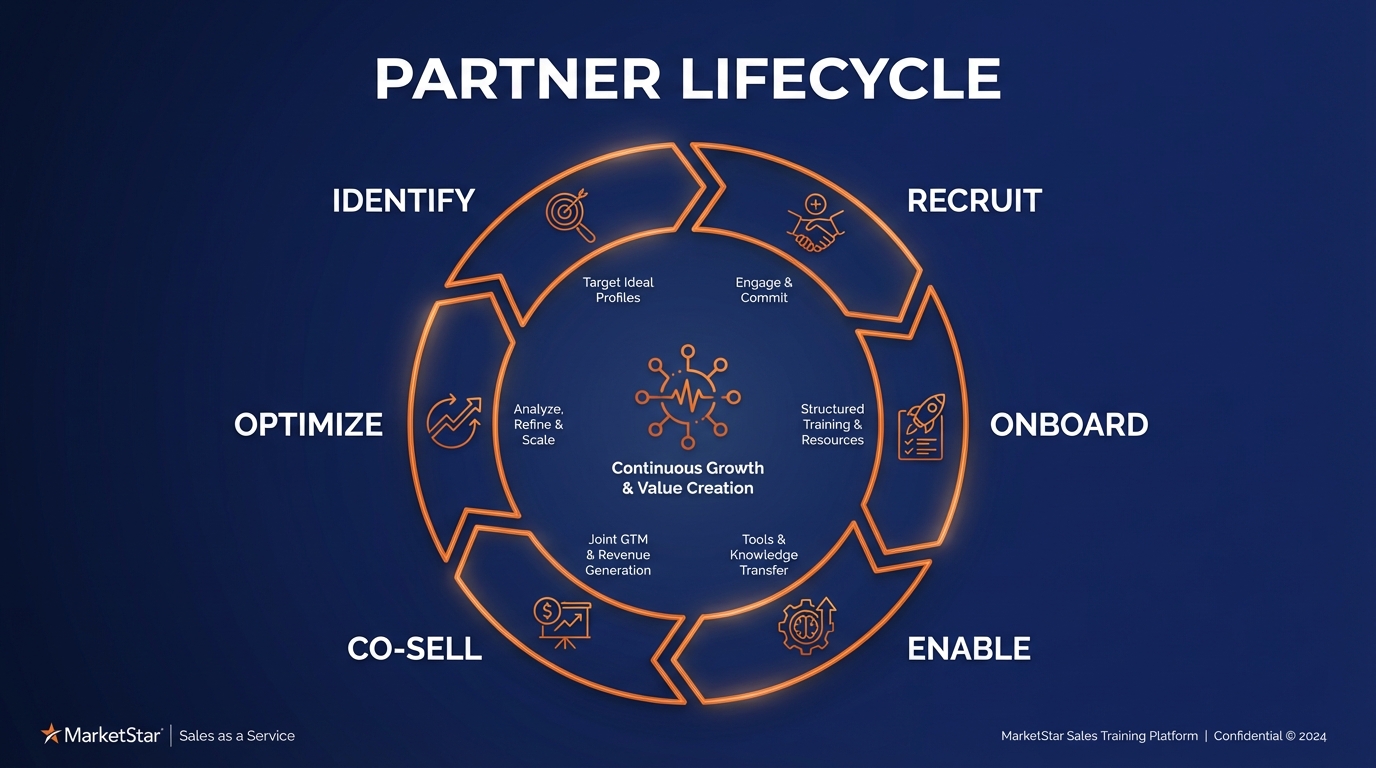 PARTNER LIFECYCLE
IDENTIFY
RECRUIT
Target Ideal
Profiles
Engage &
Commit
OPTIMIZE
Analyze,
Refine &
Scale
Structured
Training &
Resources
ONBOARD
Continuous Growth
& Value Creation
Joint GTM
& Revenue
Generation
Tools &
Knowledge
Transfer
CO-SELL
$
ENABLE
MarketStar | Sales as a Service
MarketStar Sales Training Platform | Confidential © 2024